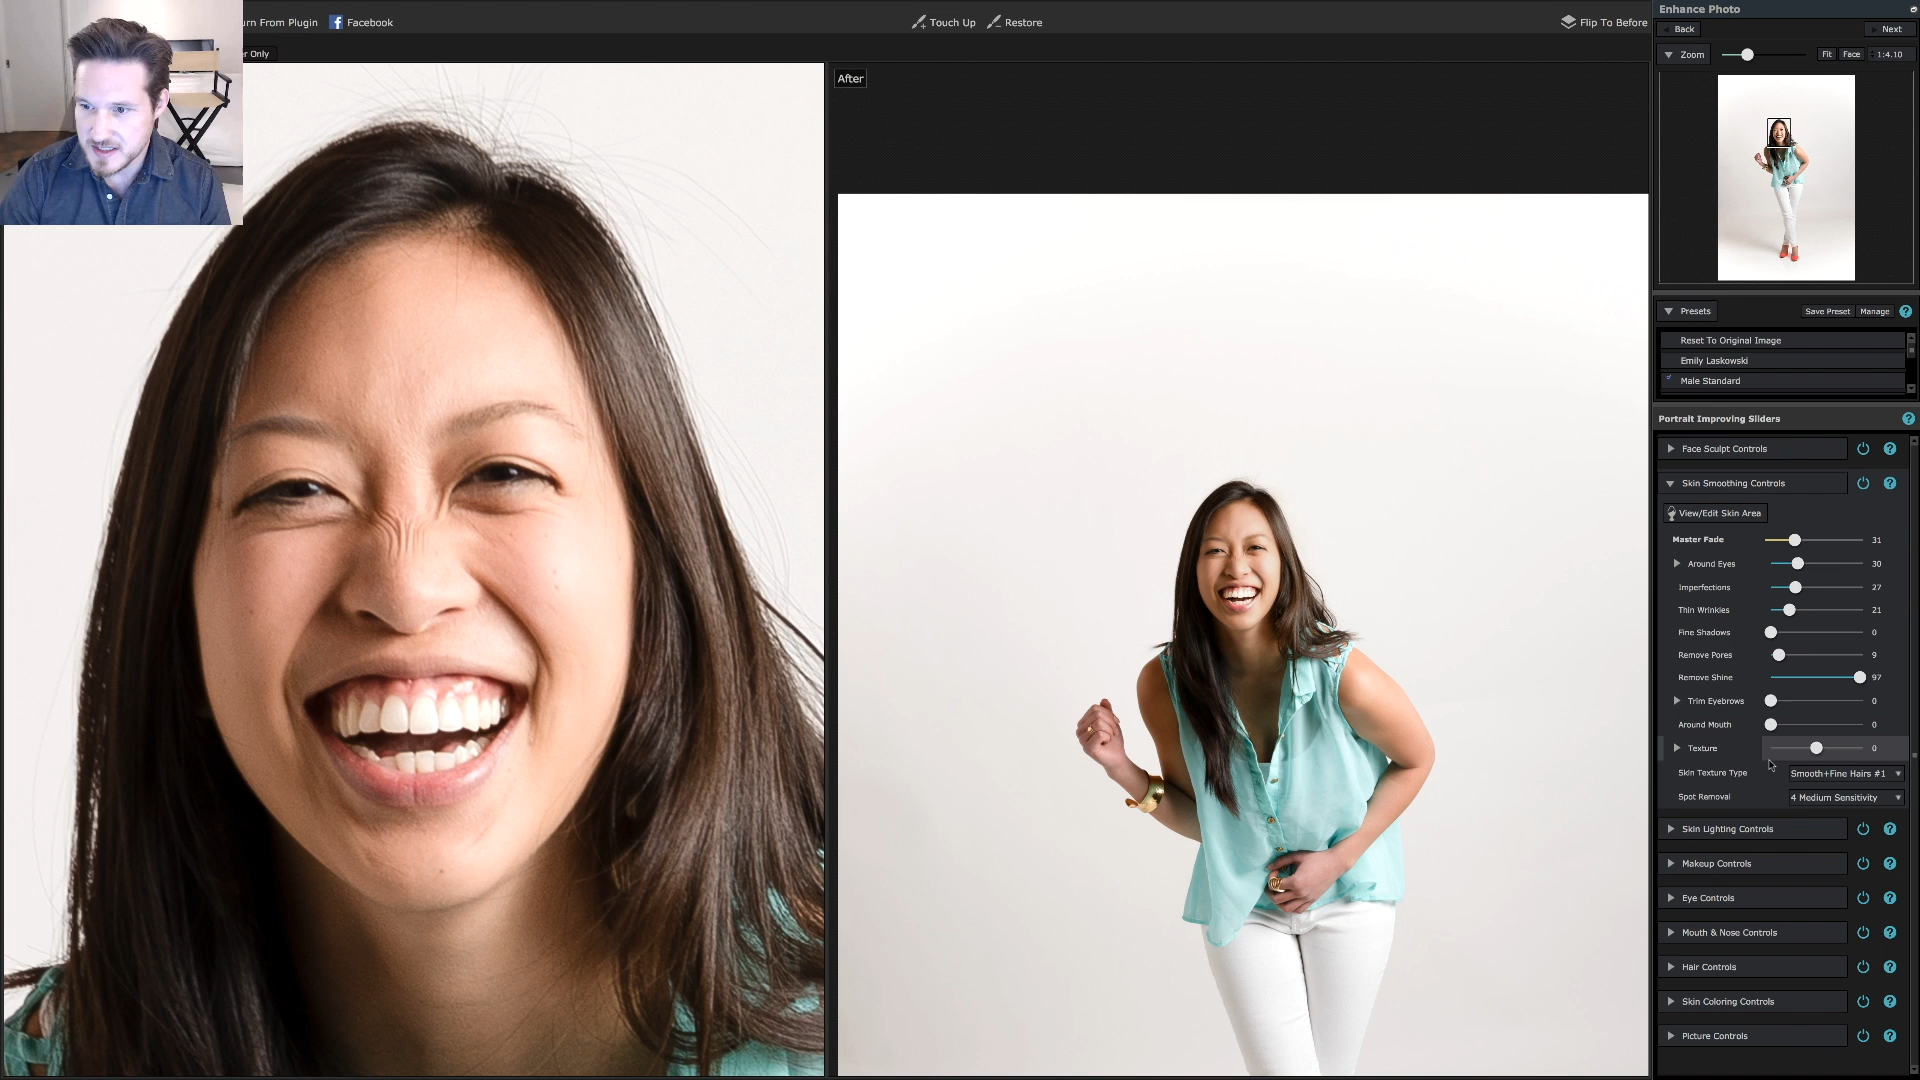 urn From Plugin
Facebook
Touch Up
Restore
Flip To Before
r Only
After
Enhance Photo
Back
Next
Zoom
Fit
Face
1:4.10
Presets
Save Preset
Manage
?
Reset To Original Image
Emily Laskowski
Male Standard
Portrait Improving Sliders
?
Face Sculpt Controls
?
Skin Smoothing Controls
?
View/Edit Skin Area
Master Fade 31
Around Eyes 30
Imperfections 27
Thin Wrinkles 21
Fine Shadows 0
Remove Pores 9
Remove Shine 97
Trim Eyebrows 0
Around Mouth 0
Texture 0
Skin Texture Type Smooth+Fine Hairs #1
Spot Removal 4 Medium Sensitivity
Skin Lighting Controls
?
Makeup Controls
?
Eye Controls
?
Mouth & Nose Controls
?
Hair Controls
?
Skin Coloring Controls
?
Picture Controls
?